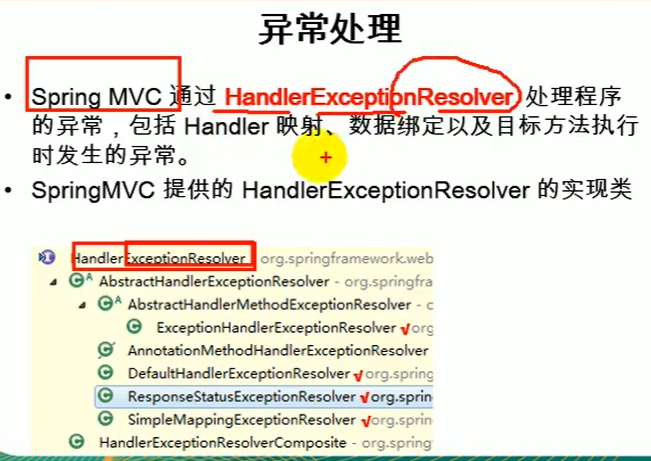 异常处理
• Spring MVC 通过 HandlerExceptionResolver 处理程序
的异常，包括 Handler 映射、数据绑定以及目标方法执行
时发生的异常。
• SpringMVC 提供的 HandlerExceptionResolver 的实现类
HandlerExceptionResolver - org.springframework.web
AbstractHandlerExceptionResolver - org.springfra
AbstractHandlerMethodExceptionResolver - o
ExceptionHandlerExceptionResolver √org
AnnotationMethodHandlerExceptionResolver
DefaultHandlerExceptionResolver √org.spring
ResponseStatusExceptionResolver √org.sprin
SimpleMappingExceptionResolver √org.sprin
HandlerExceptionResolverComposite - org.spring